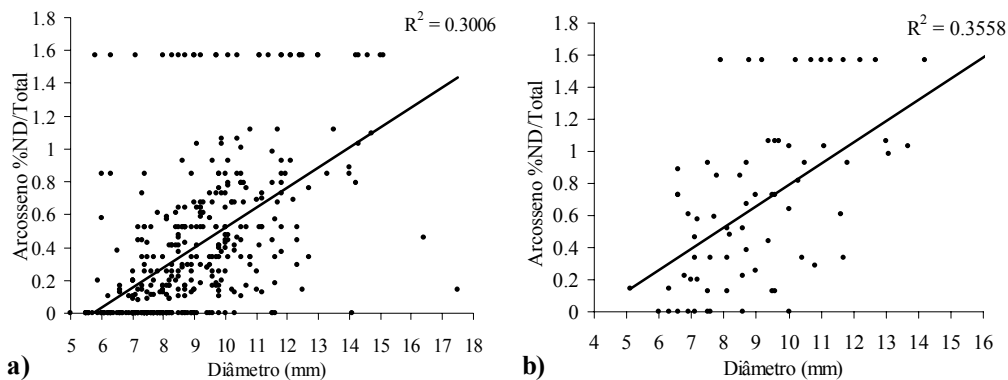 R² = 0.3006
Arcosseno %ND/Total
1.8
1.6
1.4
1.2
1
0.8
0.6
0.4
0.2
0
5 6 7 8 9 10 11 12 13 14 15 16 17 18
Diâmetro (mm)
a)
R² = 0.3558
Arcosseno %ND/Total
1.8
1.6
1.4
1.2
1
0.8
0.6
0.4
0.2
0
4 5 6 7 8 9 10 11 12 13 14 15 16
Diâmetro (mm)
b)